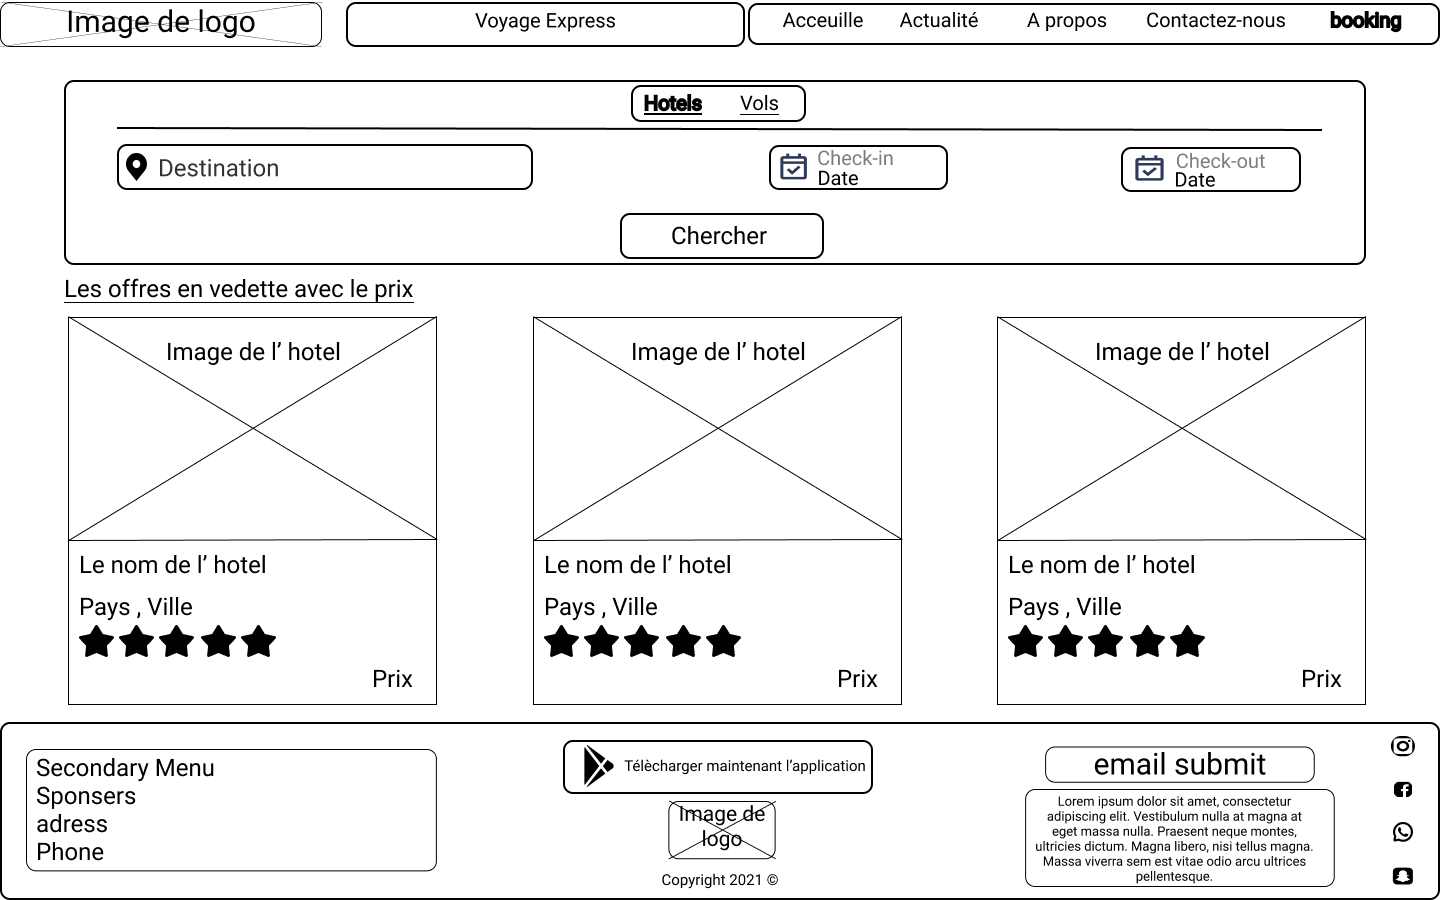 Image de logo
Voyage Express
Acceuille Actualité A propos Contactez-nous booking
Hotels Vols
Destination
Check-in
Date
Check-out
Date
Chercher
Les offres en vedette avec le prix
Image de l’ hotel
Le nom de l’ hotel
Pays , Ville
Prix
Image de l’ hotel
Le nom de l’ hotel
Pays , Ville
Prix
Image de l’ hotel
Le nom de l’ hotel
Pays , Ville
Prix
Secondary Menu
Sponsers
adress
Phone
Télècharger maintenant l’application
Image de
logo
Copyright 2021 ©
email submit
Lorem ipsum dolor sit amet, consectetur
adipiscing elit. Vestibulum nulla at magna at
eget massa nulla. Praesent neque montes,
ultricies dictum. Magna libero, nisi tellus magna.
Massa viverra sem est vitae odio arcu ultrices
pellentesque.